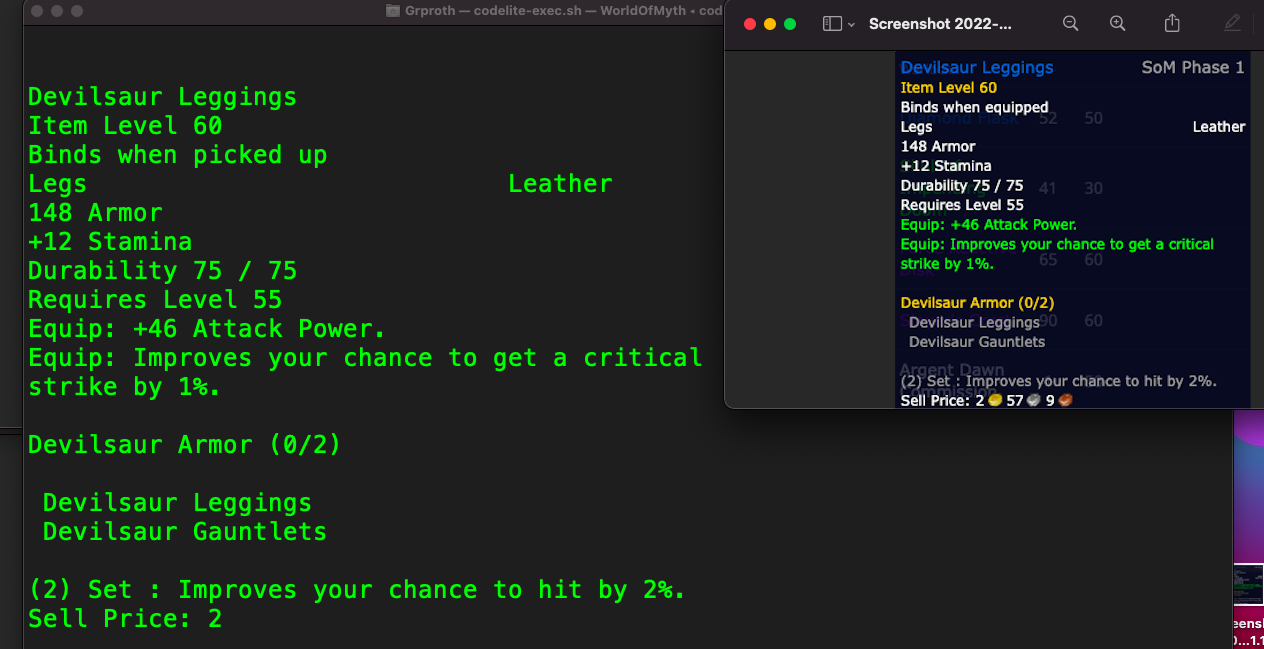 Grproth — codelite-exec.sh — WorldOfMyth ◂ cod
Devilsaur Leggings
Item Level 60
Binds when picked up
Legs Leather
148 Armor
+12 Stamina
Durability 75 / 75
Requires Level 55
Equip: +46 Attack Power.
Equip: Improves your chance to get a critical
strike by 1%.
Devilsaur Armor (0/2)
Devilsaur Leggings
Devilsaur Gauntlets
(2) Set : Improves your chance to hit by 2%.
Sell Price: 2
Screenshot 2022-...
Devilsaur Leggings SoM Phase 1
Item Level 60
Binds when equipped
52 50
Legs Leather
148 Armor
+12 Stamina
Durability 75 / 75
41 30
Requires Level 55
Equip: +46 Attack Power.
Equip: Improves your chance to get a critical
strike by 1%.
65 60
Devilsaur Armor (0/2)
Devilsaur Leggings
90 60
Devilsaur Gauntlets
Argent Dawn
(2) Set : Improves your chance to hit by 2%.
Commission
Sell Price: 2 57 9
eensh
0...1.1